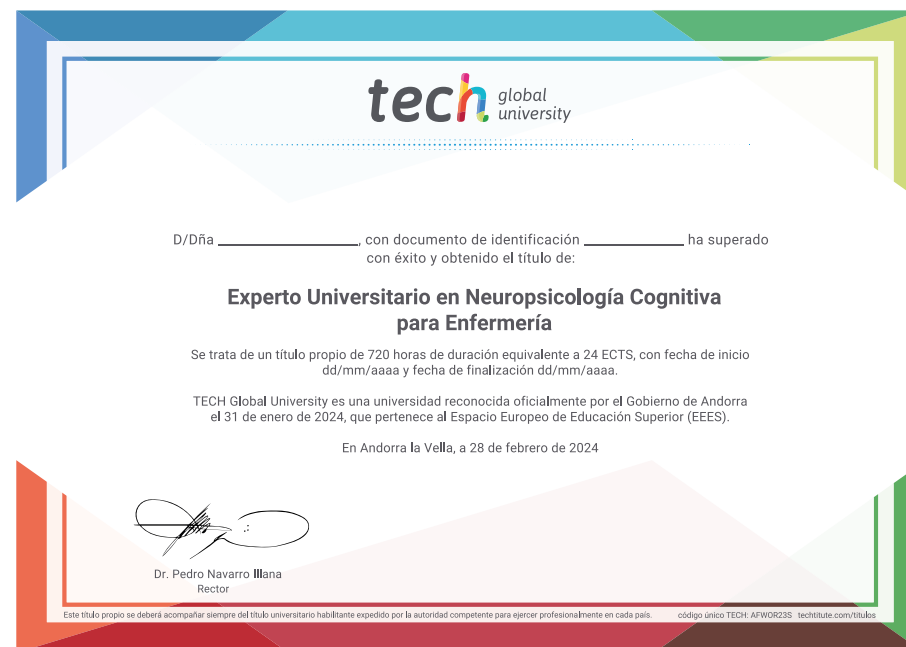 tech global university
D/Dña ____________________, con documento de identificación ______________ ha superado
con éxito y obtenido el título de:
Experto Universitario en Neuropsicología Cognitiva
para Enfermería
Se trata de un título propio de 720 horas de duración equivalente a 24 ECTS, con fecha de inicio
dd/mm/aaaa y fecha de finalización dd/mm/aaaa.
TECH Global University es una universidad reconocida oficialmente por el Gobierno de Andorra
el 31 de enero de 2024, que pertenece al Espacio Europeo de Educación Superior (EEES).
En Andorra la Vella, a 28 de febrero de 2024
Dr. Pedro Navarro Illana
Rector
Este título propio se deberá acompañar siempre del título universitario habilitante expedido por la autoridad competente para ejercer profesionalmente en cada país. código único TECH: AFWOR23S techtitute.com/titulos